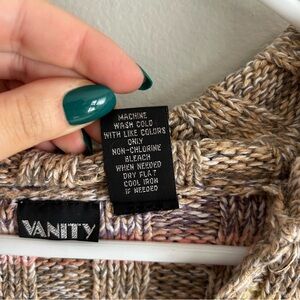 MACHINE
WASH COLD
WITH LIKE COLORS
ONLY
NON-CHLORINE
BLEACH
WHEN NEEDED
DRY FLAT
COOL IRON
IF NEEDED
VANITY